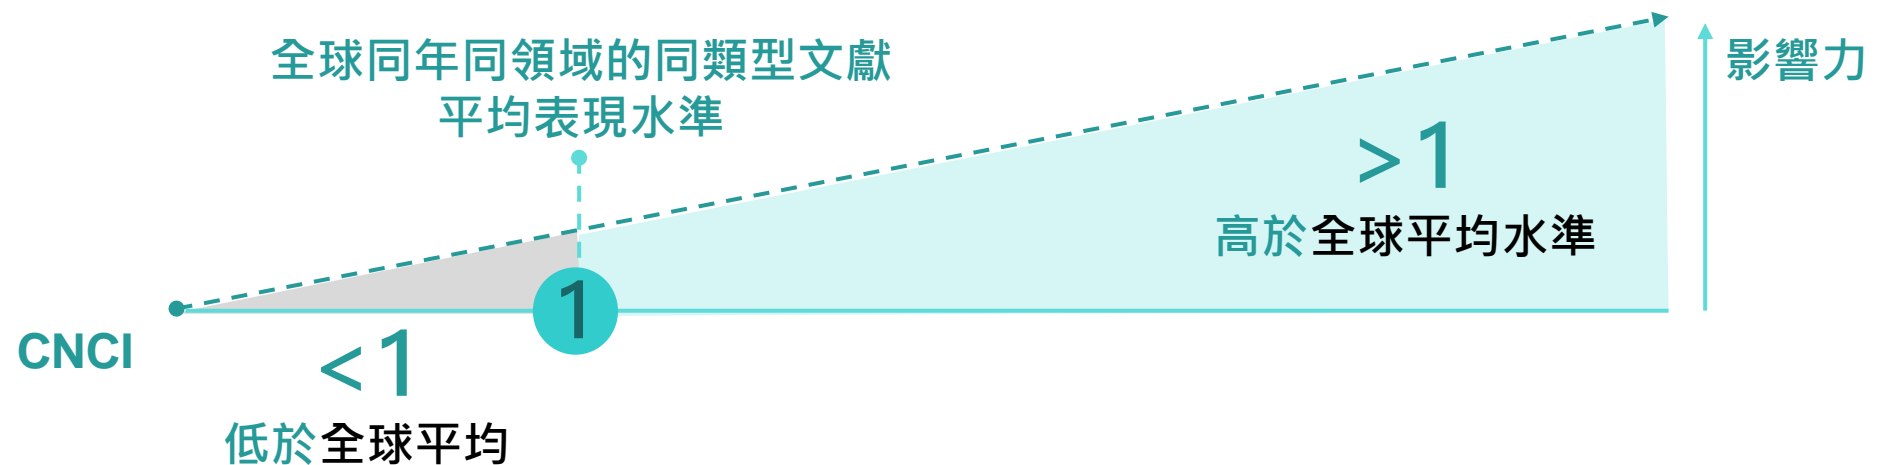 全球同年同領域的同類型文獻
平均表現水準
影響力
>1
高於全球平均水準
1
CNCI
<1
低於全球平均